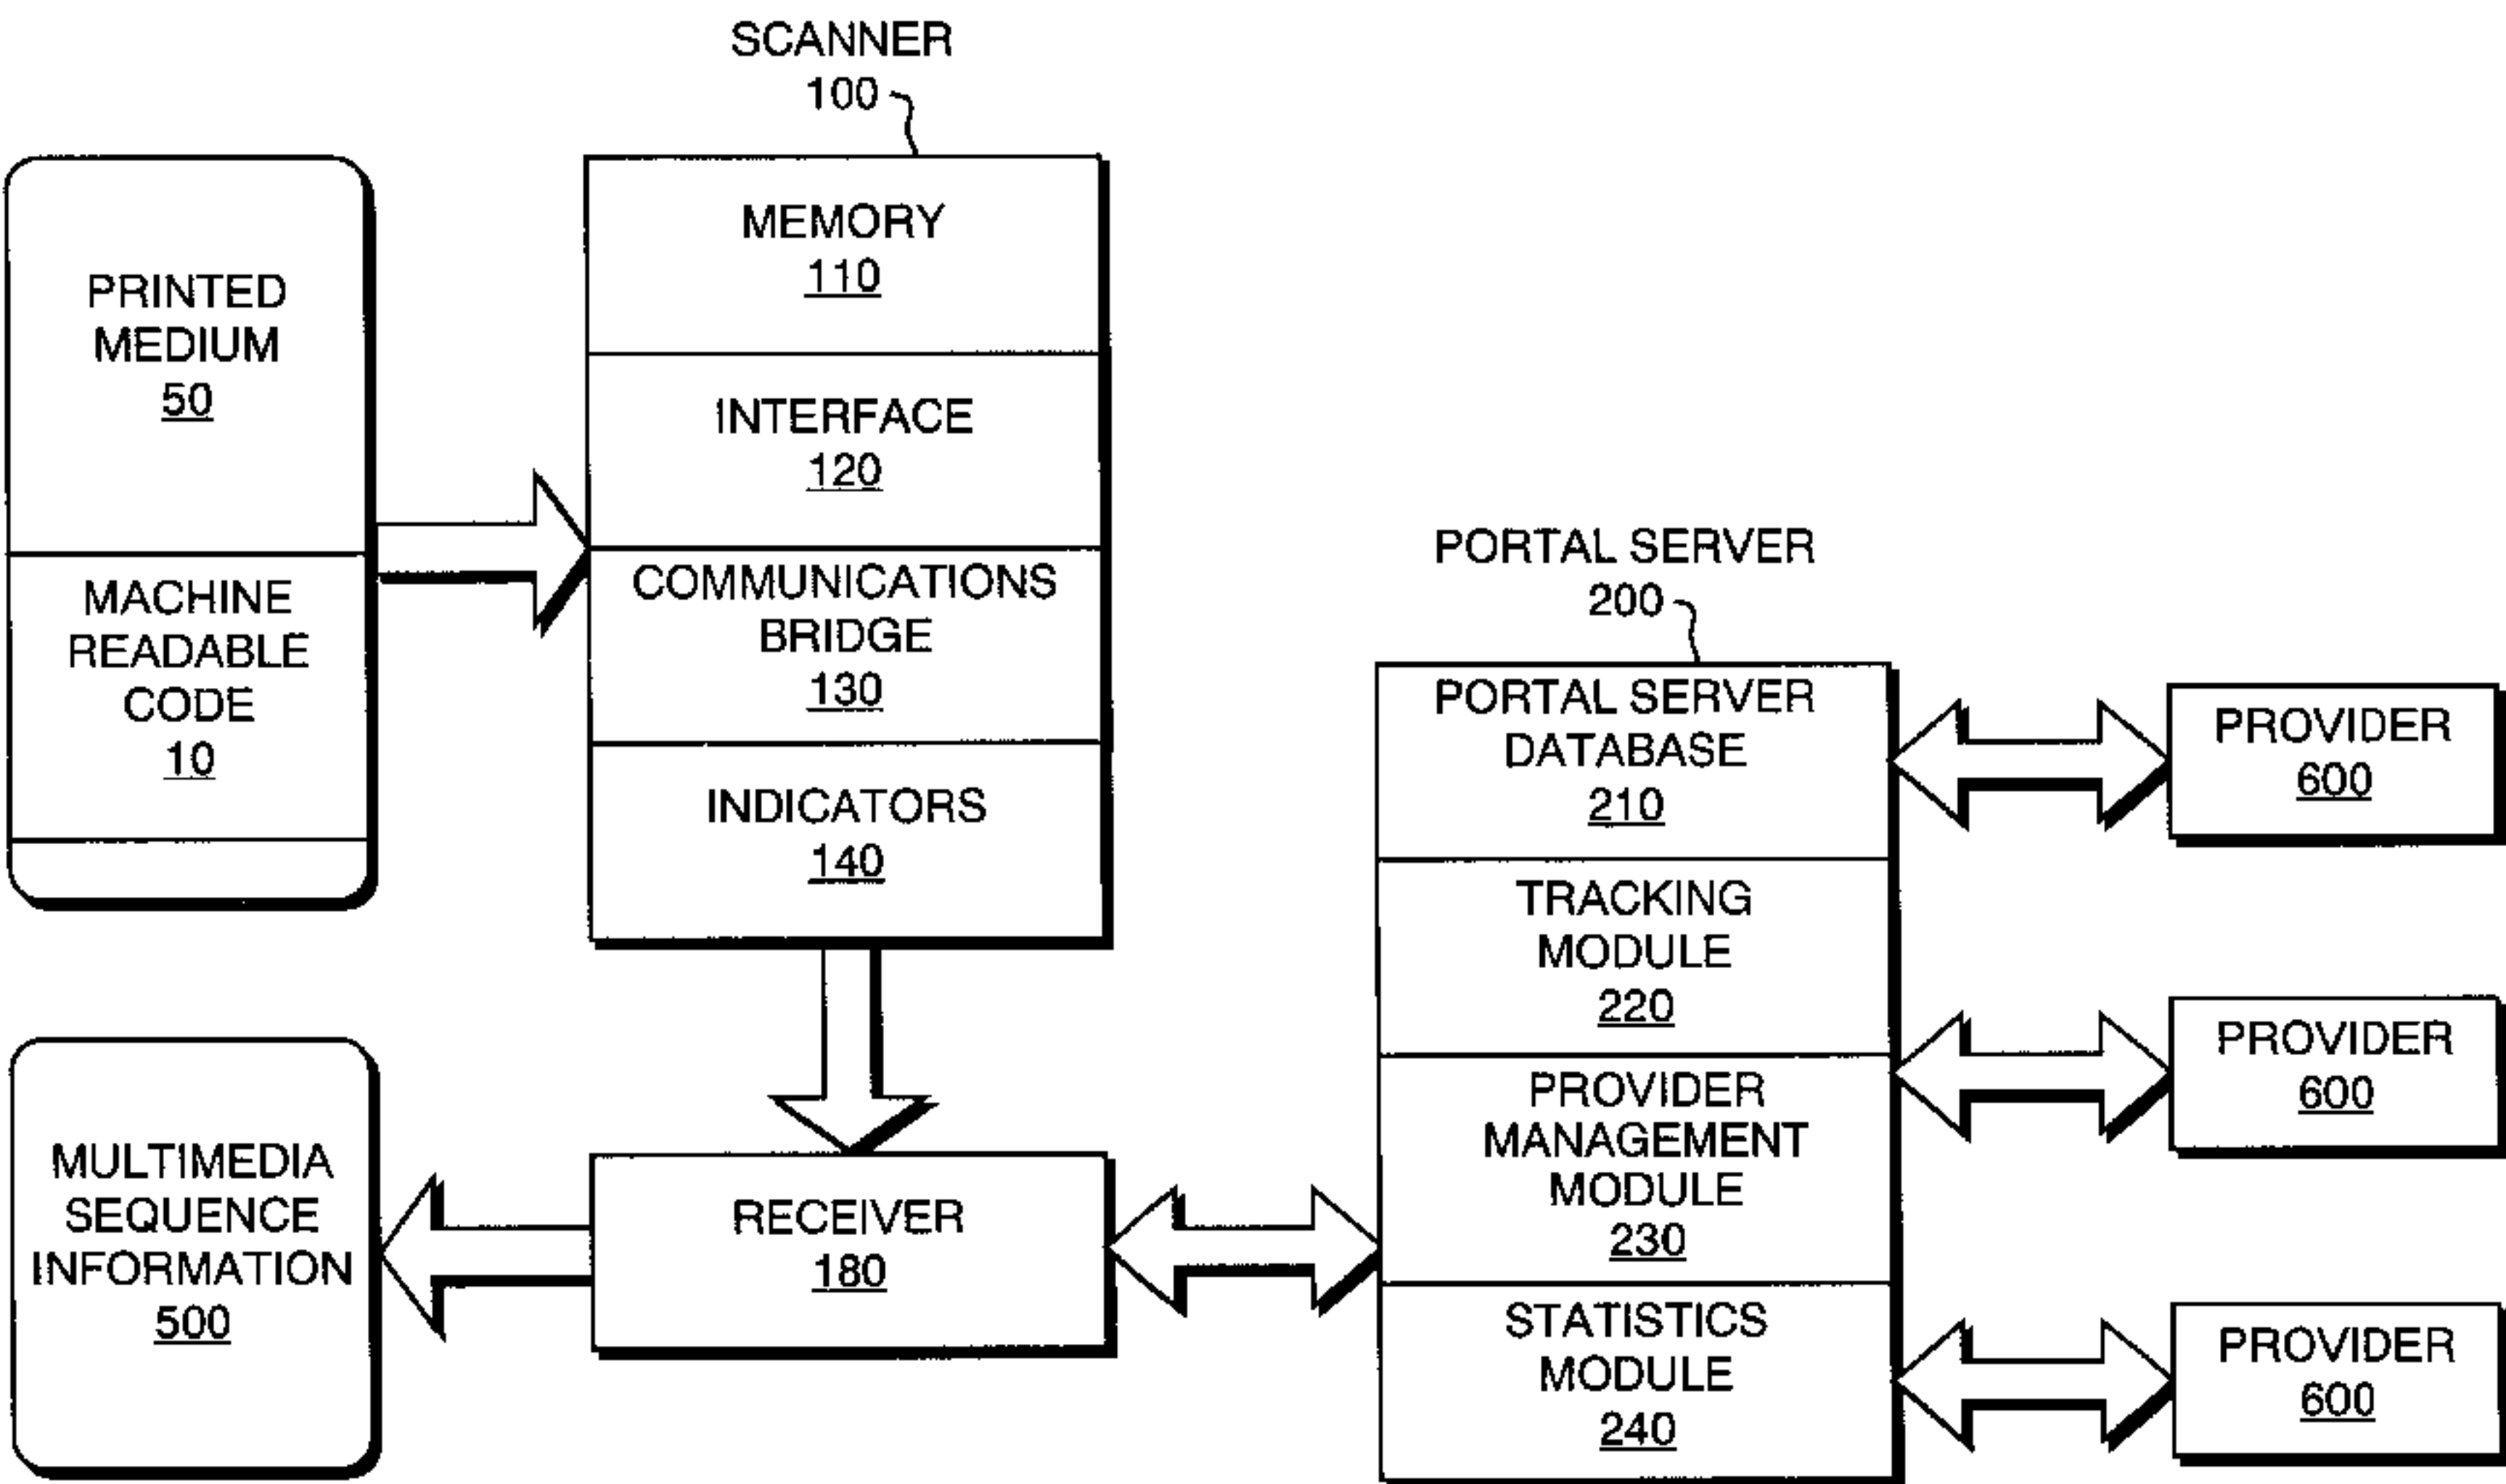 SCANNER
100
PRINTED
MEDIUM
50
MACHINE
READABLE
CODE
10
MEMORY
110
INTERFACE
120
COMMUNICATIONS
BRIDGE
130
INDICATORS
140
PORTAL SERVER
200
PORTAL SERVER
DATABASE
210
TRACKING
MODULE
220
PROVIDER
MANAGEMENT
MODULE
230
STATISTICS
MODULE
240
PROVIDER
600
PROVIDER
600
PROVIDER
600
MULTIMEDIA
SEQUENCE
INFORMATION
500
RECEIVER
180